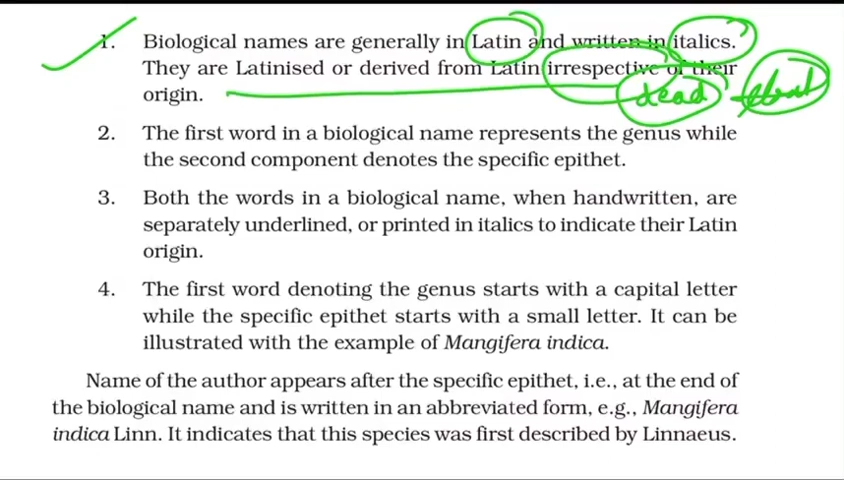 1. Biological names are generally in Latin and written in italics.
They are Latinised or derived from Latin irrespective of their
origin.
dead
2. The first word in a biological name represents the genus while
the second component denotes the specific epithet.
3. Both the words in a biological name, when handwritten, are
separately underlined, or printed in italics to indicate their Latin
origin.
4. The first word denoting the genus starts with a capital letter
while the specific epithet starts with a small letter. It can be
illustrated with the example of Mangifera indica.
Name of the author appears after the specific epithet, i.e., at the end of
the biological name and is written in an abbreviated form, e.g., Mangifera
indica Linn. It indicates that this species was first described by Linnaeus.